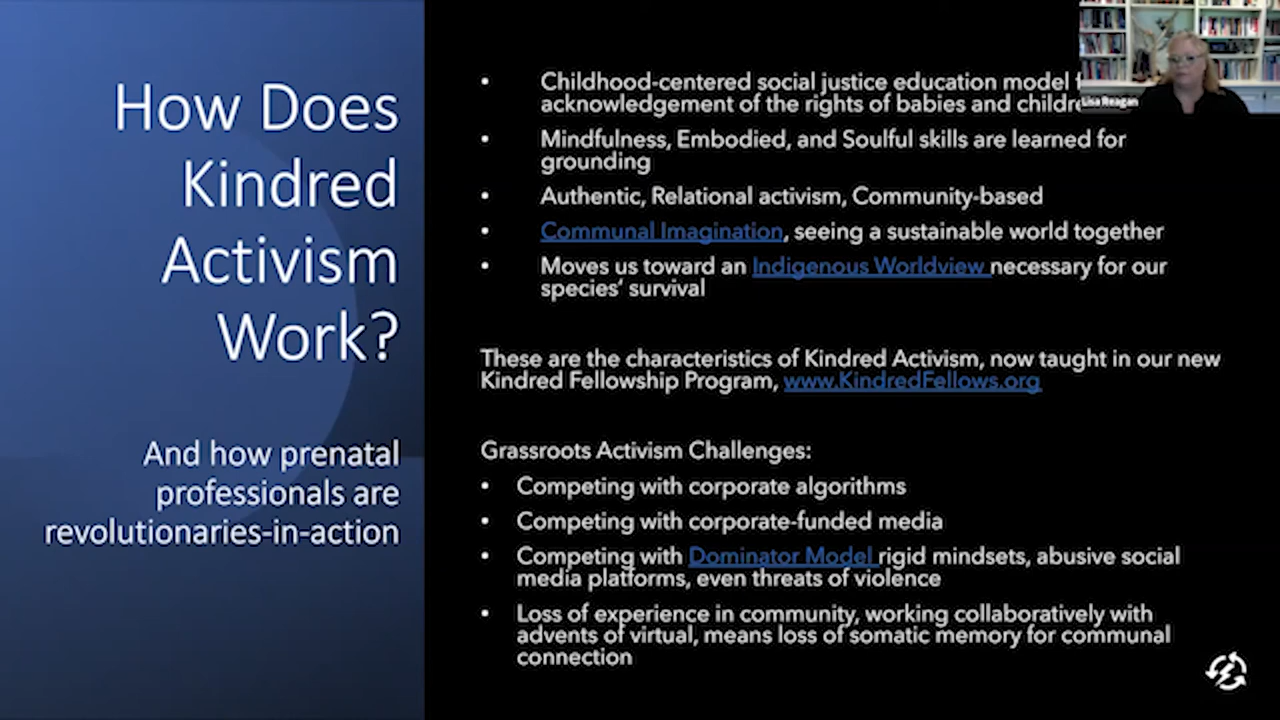 How Does
Kindred
Activism
Work?
And how prenatal
professionals are
revolutionaries-in-action
• Childhood-centered social justice education model
acknowledgement of the rights of babies and
• Mindfulness, Embodied, and Soulful skills are learned for
grounding
• Authentic, Relational activism, Community-based
• Communal Imagination, seeing a sustainable world together
• Moves us toward an Indigenous Worldview necessary for our
species' survival
These are the characteristics of Kindred Activism, now taught in our new
Kindred Fellowship Program, www.KindredFellows.org
Grassroots Activism Challenges:
• Competing with corporate algorithms
• Competing with corporate-funded media
• Competing with Dominator Model rigid mindsets, abusive social
media platforms, even threats of violence
• Loss of experience in community, working collaboratively with
advents of virtual, means loss of somatic memory for communal
connection
Lisa Reagan